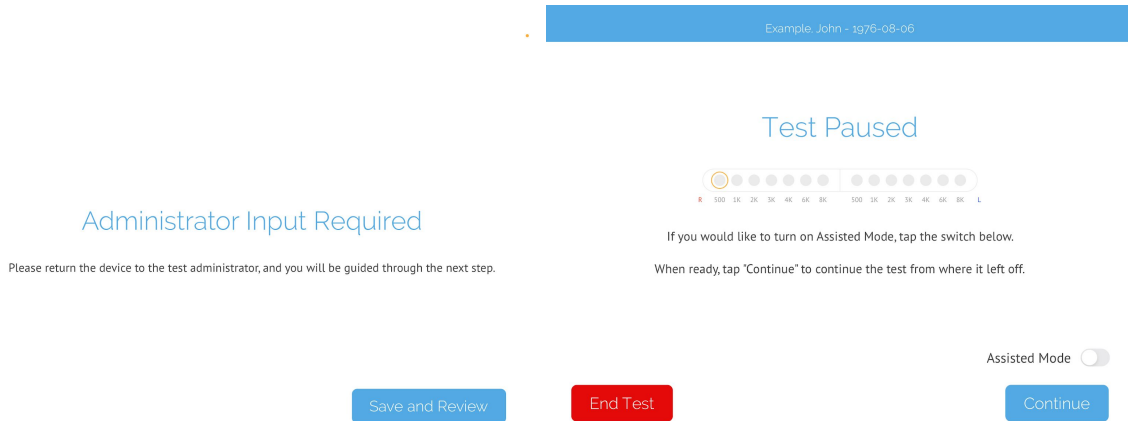 Administrator Input Required
Please return the device to the test administrator, and you will be guided through the next step.
Save and Review
Example, John - 1976-08-06
Test Paused
R 500 1K 2K 3K 4K 6K 8K 500 1K 2K 3K 4K 6K 8K L
If you would like to turn on Assisted Mode, tap the switch below.
When ready, tap "Continue" to continue the test from where it left off.
Assisted Mode
End Test
Continue